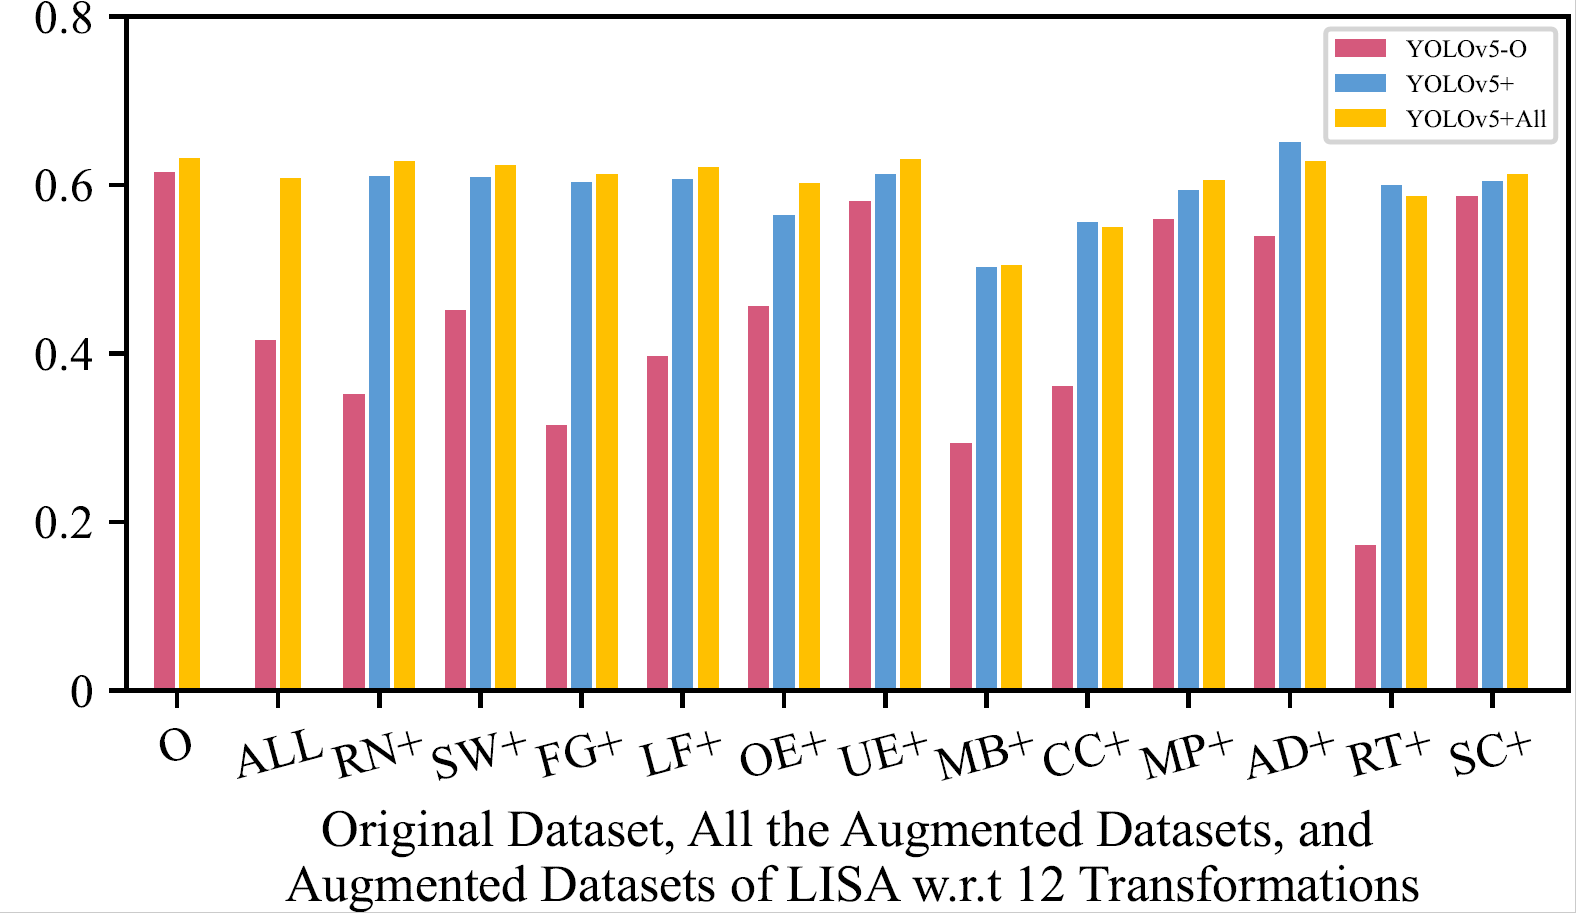 0.8
0.6
0.4
0.2
0
YOLOv5-O
YOLOv5+
YOLOv5+All
O ALL RN+ SW+ FG+ LF+ OE+ UE+ MB+ CC+ MP+ AD+ RT+ SC+
Original Dataset, All the Augmented Datasets, and
Augmented Datasets of LISA w.r.t 12 Transformations